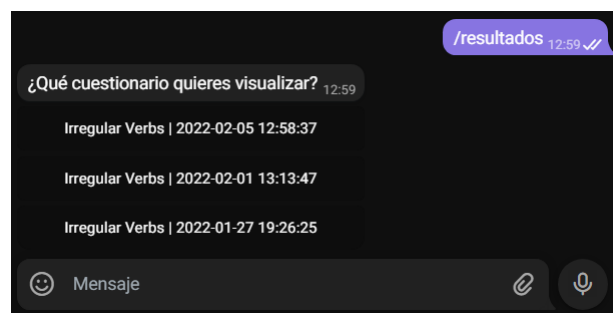 /resultados 12:59
¿Qué cuestionario quieres visualizar? 12:59
Irregular Verbs | 2022-02-05 12:58:37
Irregular Verbs | 2022-02-01 13:13:47
Irregular Verbs | 2022-01-27 19:26:25
Mensaje